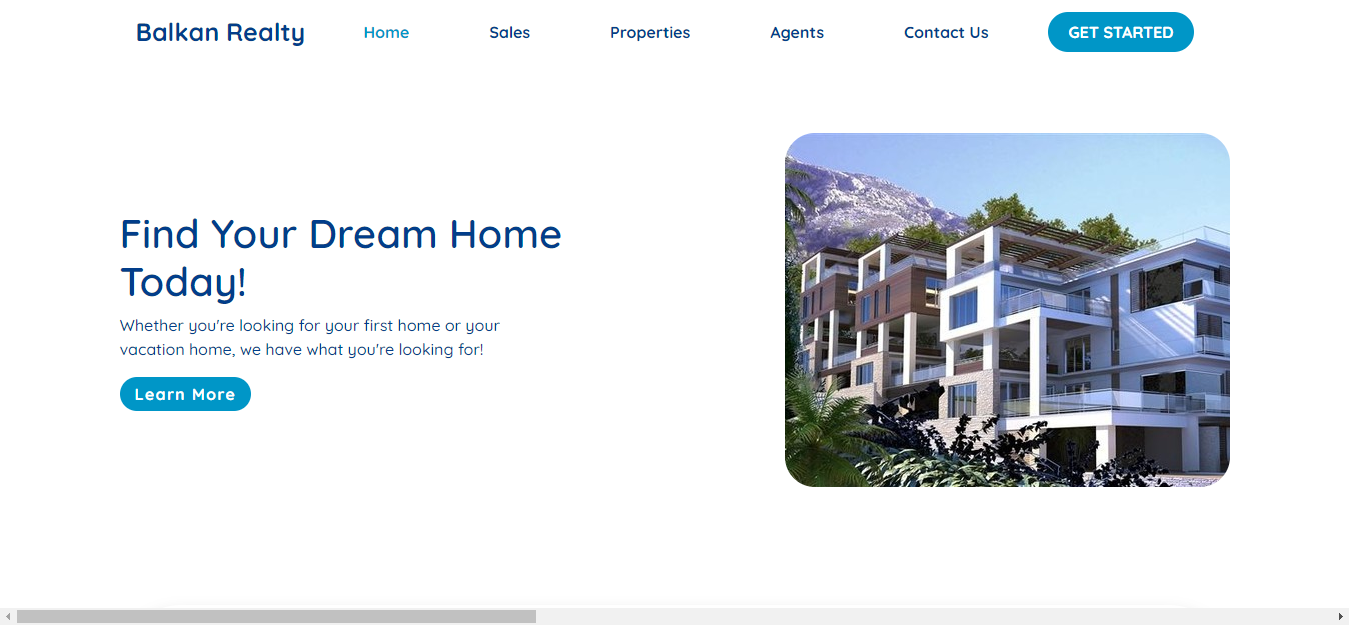 Balkan Realty
Home
Sales
Properties
Agents
Contact Us
GET STARTED
Find Your Dream Home
Today!
Whether you're looking for your first home or your
vacation home, we have what you're looking for!
Learn More